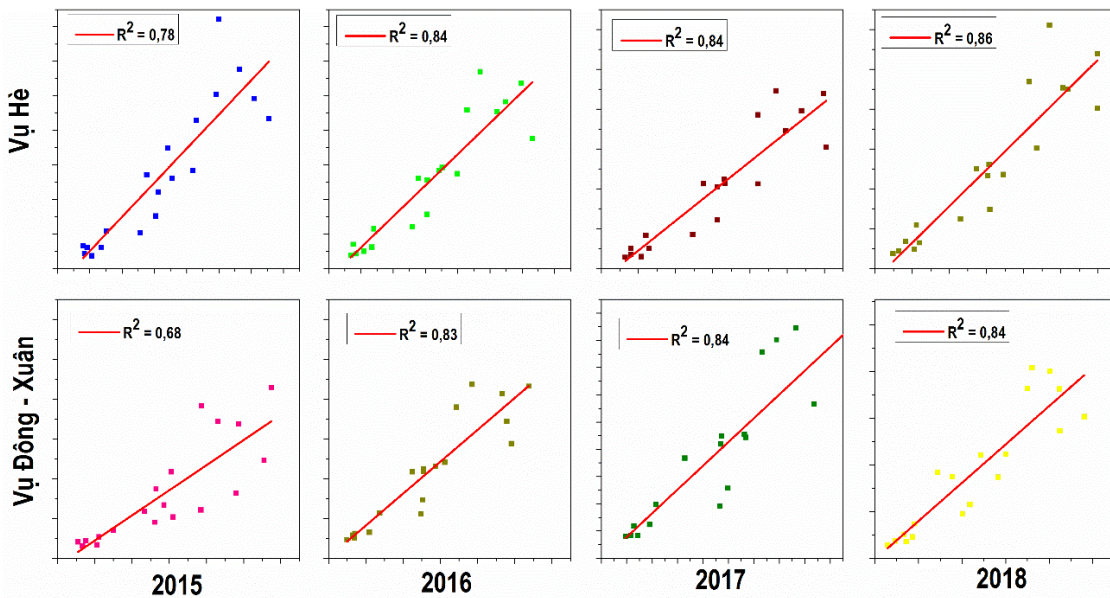 Vụ Hè
R² = 0,78
R² = 0,84
R² = 0,84
R² = 0,86
Vụ Đông - Xuân
R² = 0,68
R² = 0,83
R² = 0,84
R² = 0,84
2015
2016
2017
2018